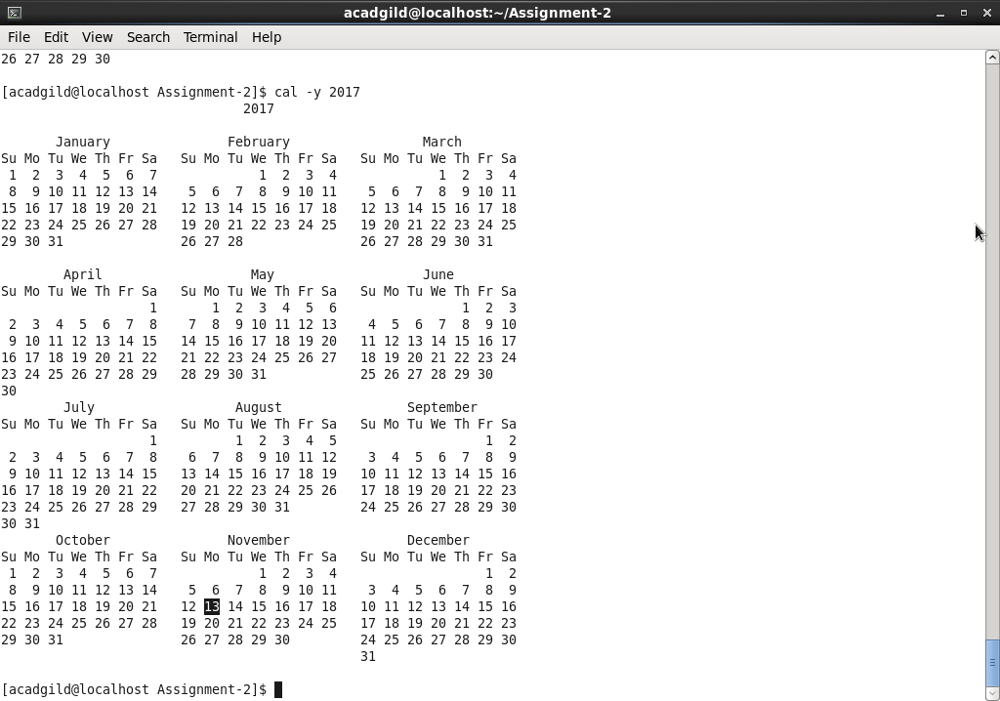 acadgild@localhost:~/Assignment-2
File Edit View Search Terminal Help
26 27 28 29 30
[acadgild@localhost Assignment-2]$ cal -y 2017
                               2017
       January               February                 March
Su Mo Tu We Th Fr Sa   Su Mo Tu We Th Fr Sa   Su Mo Tu We Th Fr Sa
 1  2  3  4  5  6  7             1  2  3  4             1  2  3  4
 8  9 10 11 12 13 14    5  6  7  8  9 10 11    5  6  7  8  9 10 11
15 16 17 18 19 20 21   12 13 14 15 16 17 18   12 13 14 15 16 17 18
22 23 24 25 26 27 28   19 20 21 22 23 24 25   19 20 21 22 23 24 25
29 30 31               26 27 28               26 27 28 29 30 31
        April                   May                   June
Su Mo Tu We Th Fr Sa   Su Mo Tu We Th Fr Sa   Su Mo Tu We Th Fr Sa
                   1       1  2  3  4  5  6                1  2  3
 2  3  4  5  6  7  8    7  8  9 10 11 12 13    4  5  6  7  8  9 10
 9 10 11 12 13 14 15   14 15 16 17 18 19 20   11 12 13 14 15 16 17
16 17 18 19 20 21 22   21 22 23 24 25 26 27   18 19 20 21 22 23 24
23 24 25 26 27 28 29   28 29 30 31            25 26 27 28 29 30
30
        July                  August                September
Su Mo Tu We Th Fr Sa   Su Mo Tu We Th Fr Sa   Su Mo Tu We Th Fr Sa
                   1          1  2  3  4  5                   1  2
 2  3  4  5  6  7  8    6  7  8  9 10 11 12    3  4  5  6  7  8  9
 9 10 11 12 13 14 15   13 14 15 16 17 18 19   10 11 12 13 14 15 16
16 17 18 19 20 21 22   20 21 22 23 24 25 26   17 18 19 20 21 22 23
23 24 25 26 27 28 29   27 28 29 30 31         24 25 26 27 28 29 30
30 31
       October               November               December
Su Mo Tu We Th Fr Sa   Su Mo Tu We Th Fr Sa   Su Mo Tu We Th Fr Sa
 1  2  3  4  5  6  7             1  2  3  4                   1  2
 8  9 10 11 12 13 14    5  6  7  8  9 10 11    3  4  5  6  7  8  9
15 16 17 18 19 20 21   12 13 14 15 16 17 18   10 11 12 13 14 15 16
22 23 24 25 26 27 28   19 20 21 22 23 24 25   17 18 19 20 21 22 23
29 30 31               26 27 28 29 30         24 25 26 27 28 29 30
                                              31
[acadgild@localhost Assignment-2]$